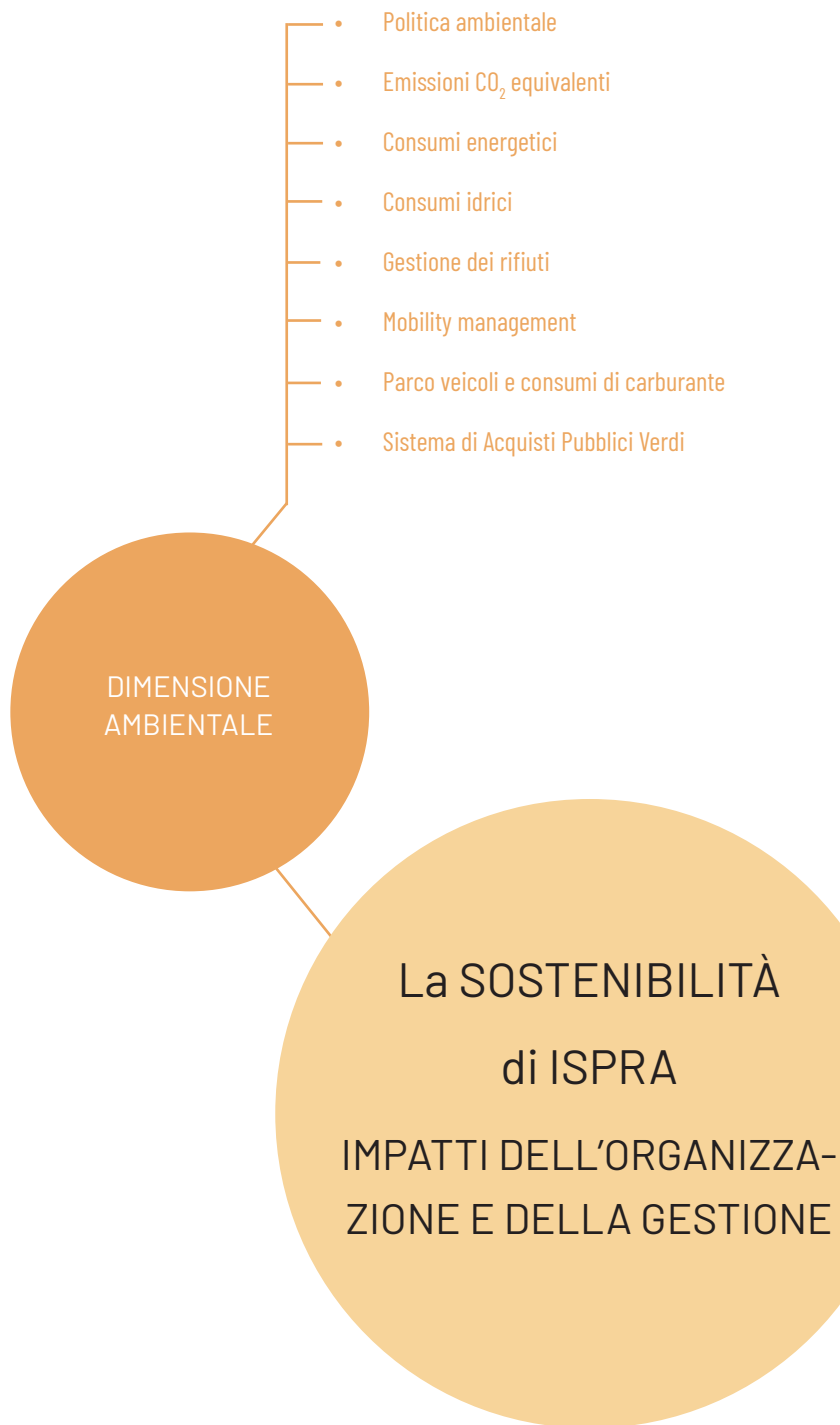 • Politica ambientale
• Emissioni CO₂ equivalenti
• Consumi energetici
• Consumi idrici
• Gestione dei rifiuti
• Mobility management
• Parco veicoli e consumi di carburante
• Sistema di Acquisti Pubblici Verdi
DIMENSIONE
AMBIENTALE
La SOSTENIBILITÀ
di ISPRA
IMPATTI DELL’ORGANIZZA-
ZIONE E DELLA GESTIONE